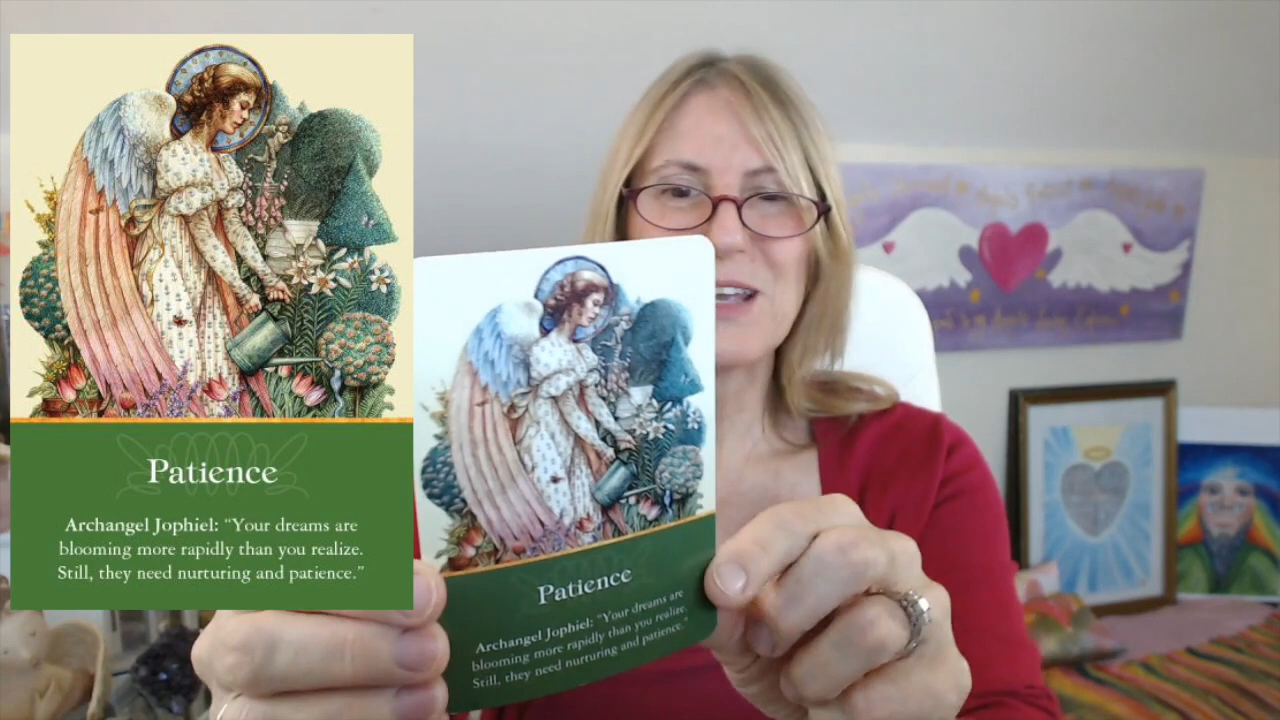 Patience
Archangel Jophiel: “Your dreams are
blooming more rapidly than you realize.
Still, they need nurturing and patience.”
Patience
Archangel Jophiel: “Your dreams are
blooming more rapidly than you realize.
Still, they need nurturing and patience.”